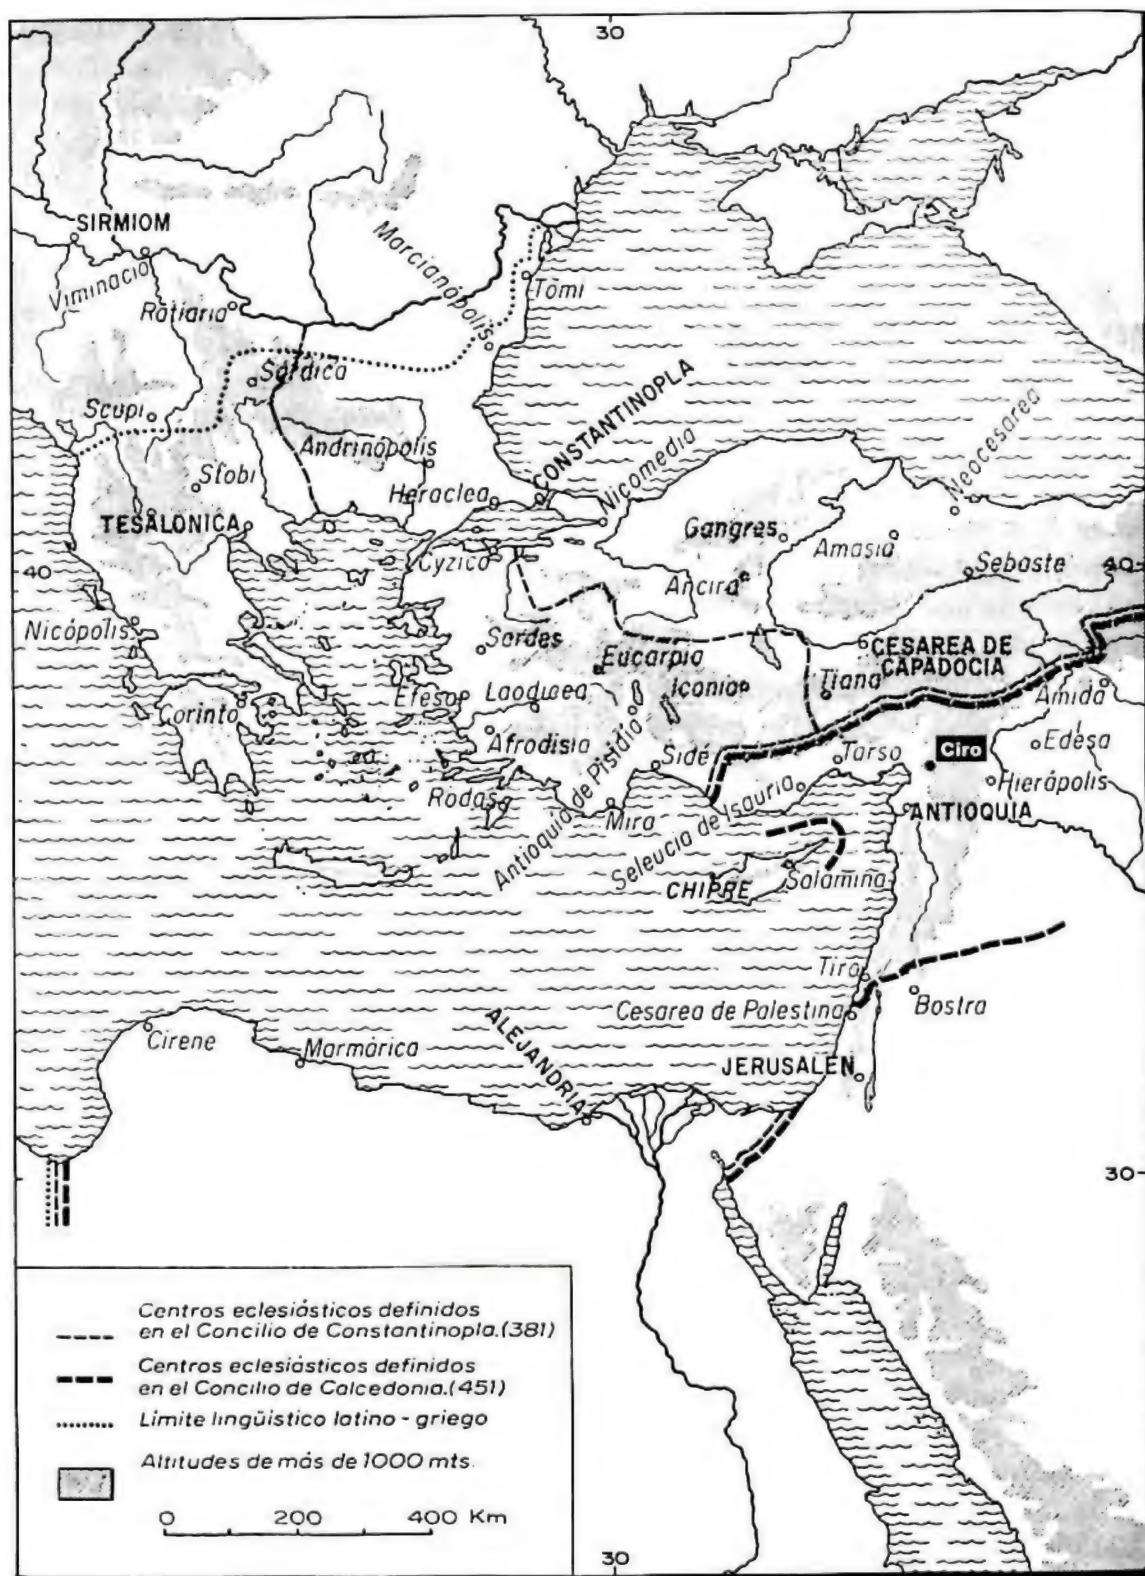 30
SIRMIOM
Viminacio
Ratiaria
Marcianópolis
Tomi
Sárdica
Scupi
Andrinópolis
Stobi
CONSTANTINOPLA
Nicomedia
Neocesarea
Heraclea
TESALONICA
Gangres
Amasia
Cyzico
40
Ancira
Sebaste
40
Nicópolis
Sardes
Eucarpia
CESAREA DE
CAPADOCIA
Efeso
Laodicea
Iconio
Tiana
Amida
Corinto
Afrodisia
Antioquia de Pisidio
Sidé
Tarso
Ciro
Edesa
Rodas
Mira
Seleucia de Isauria
Hierápolis
ANTIOQUIA
CHIPRE
Salamina
Tiro
Cesarea de Palestina
Bostra
Cirene
Marmárica
ALEJANDRIA
JERUSALEN
30
Centros eclesiásticos definidos
en el Concilio de Constantinopla.(381)
Centros eclesiásticos definidos
en el Concilio de Calcedonia.(451)
Limite lingüistico latino - griego
Altitudes de más de 1000 mts.
0 200 400 Km
30